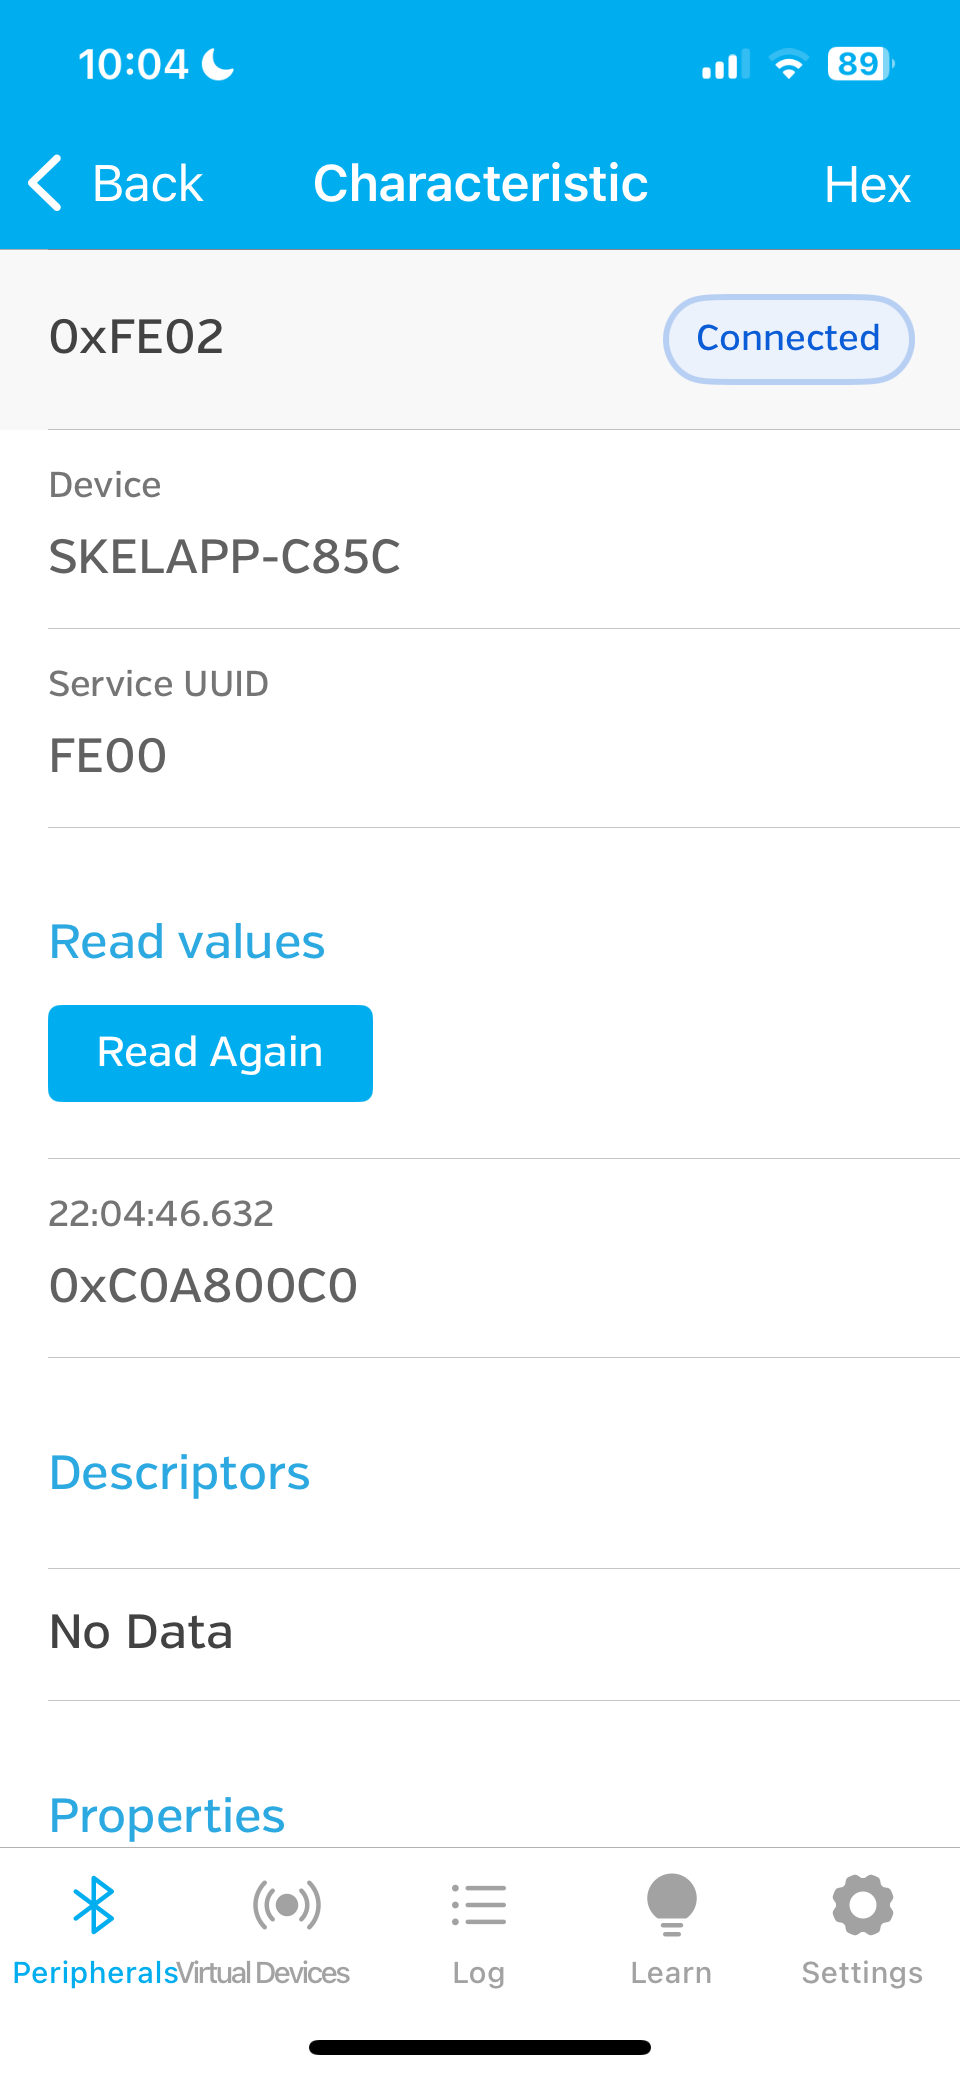 10:04
89
Back Characteristic Hex
0xFE02 Connected
Device
SKELAPP-C85C
Service UUID
FE00
Read values
Read Again
22:04:46.632
0xC0A800C0
Descriptors
No Data
Properties
Peripherals Virtual Devices Log Learn Settings